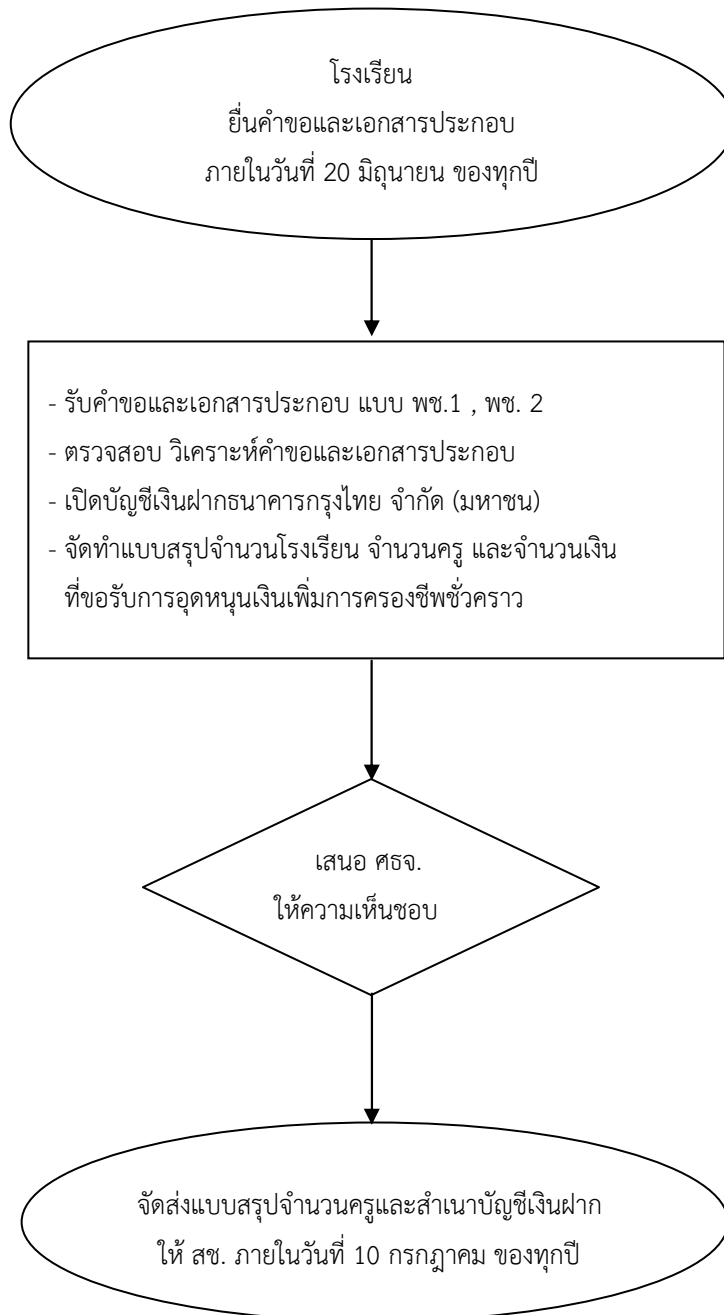 โรงเรียน
ยื่นคำขอและเอกสารประกอบ
ภายในวันที่ 20 มิถุนายน ของทุกปี
- รับคำขอและเอกสารประกอบ แบบ พช.1 , พช. 2
- ตรวจสอบ วิเคราะห์คำขอและเอกสารประกอบ
- เปิดบัญชีเงินฝากธนาคารกรุงไทย จำกัด (มหาชน)
- จัดทำแบบสรุปจำนวนโรงเรียน จำนวนครู และจำนวนเงิน
ที่ขอรับการอุดหนุนเงินเพิ่มการครองชีพชั่วคราว
เสนอ ศธจ.
ให้ความเห็นชอบ
จัดส่งแบบสรุปจำนวนครูและสำเนาบัญชีเงินฝาก
ให้ สช. ภายในวันที่ 10 กรกฎาคม ของทุกปี